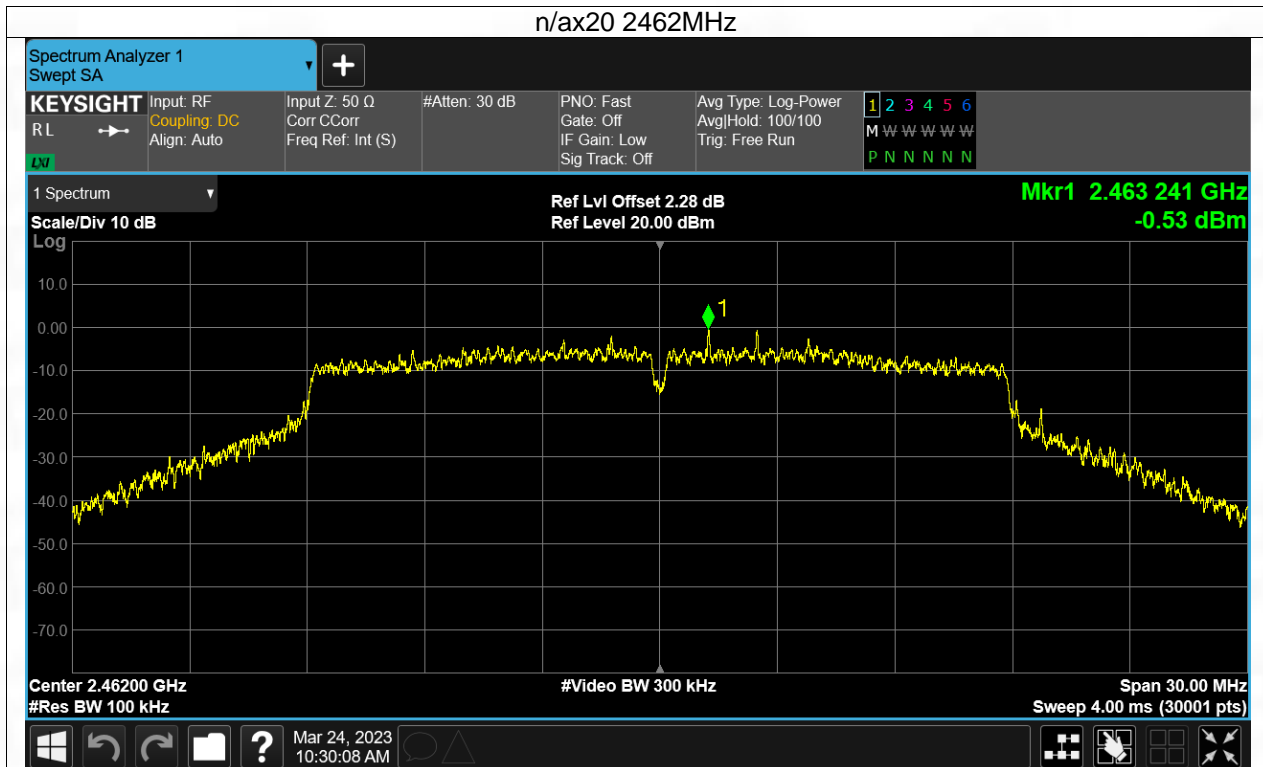 n/ax20 2462MHz
Spectrum Analyzer 1
Swept SA
KEYSIGHT
RL
LXI
Input: RF
Coupling: DC
Align: Auto
Input Z: 50 Ω
Corr CCorr
Freq Ref: Int (S)
#Atten: 30 dB
PNO: Fast
Gate: Off
IF Gain: Low
Sig Track: Off
Avg Type: Log-Power
Avg|Hold: 100/100
Trig: Free Run
1 2 3 4 5 6
M W W W W W
P N N N N N
1 Spectrum
Scale/Div 10 dB
Log
Ref Lvl Offset 2.28 dB
Ref Level 20.00 dBm
Mkr1 2.463 241 GHz
-0.53 dBm
1
10.0
0.00
-10.0
-20.0
-30.0
-40.0
-50.0
-60.0
-70.0
Center 2.46200 GHz
#Res BW 100 kHz
#Video BW 300 kHz
Span 30.00 MHz
Sweep 4.00 ms (30001 pts)
?
Mar 24, 2023
10:30:08 AM